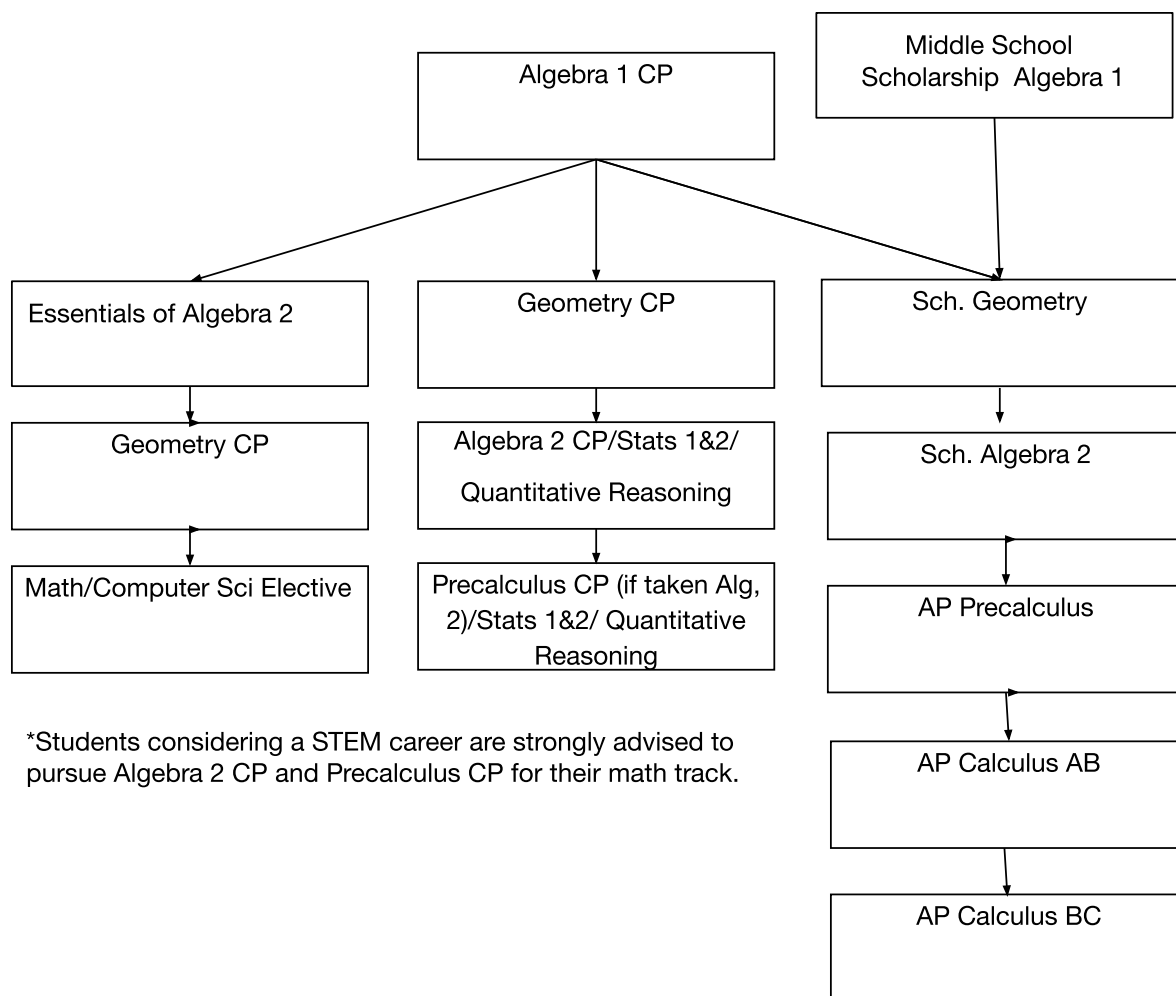 Middle School
Scholarship  Algebra 1
Algebra 1 CP
Essentials of Algebra 2
Geometry CP
Sch. Geometry
Geometry CP
Algebra 2 CP/Stats 1&2/
Quantitative Reasoning
Sch. Algebra 2
Math/Computer Sci Elective
Precalculus CP (if taken Alg,
2)/Stats 1&2/ Quantitative
Reasoning
AP Precalculus
*Students considering a STEM career are strongly advised to
pursue Algebra 2 CP and Precalculus CP for their math track.
AP Calculus AB
AP Calculus BC